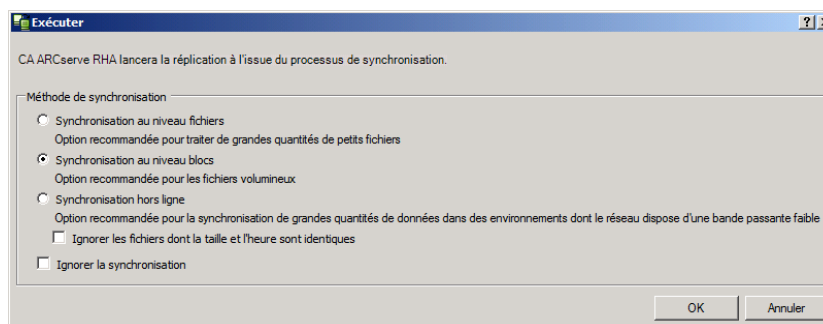 Exécuter
CA ARCserve RHA lancera la réplication à l'issue du processus de synchronisation.
Méthode de synchronisation
Synchronisation au niveau fichiers
Option recommandée pour traiter de grandes quantités de petits fichiers
Synchronisation au niveau blocs
Option recommandée pour les fichiers volumineux
Synchronisation hors ligne
Option recommandée pour la synchronisation de grandes quantités de données dans des environnements dont le réseau dispose d'une bande passante faible
Ignorer les fichiers dont la taille et l'heure sont identiques
Ignorer la synchronisation
OK Annuler